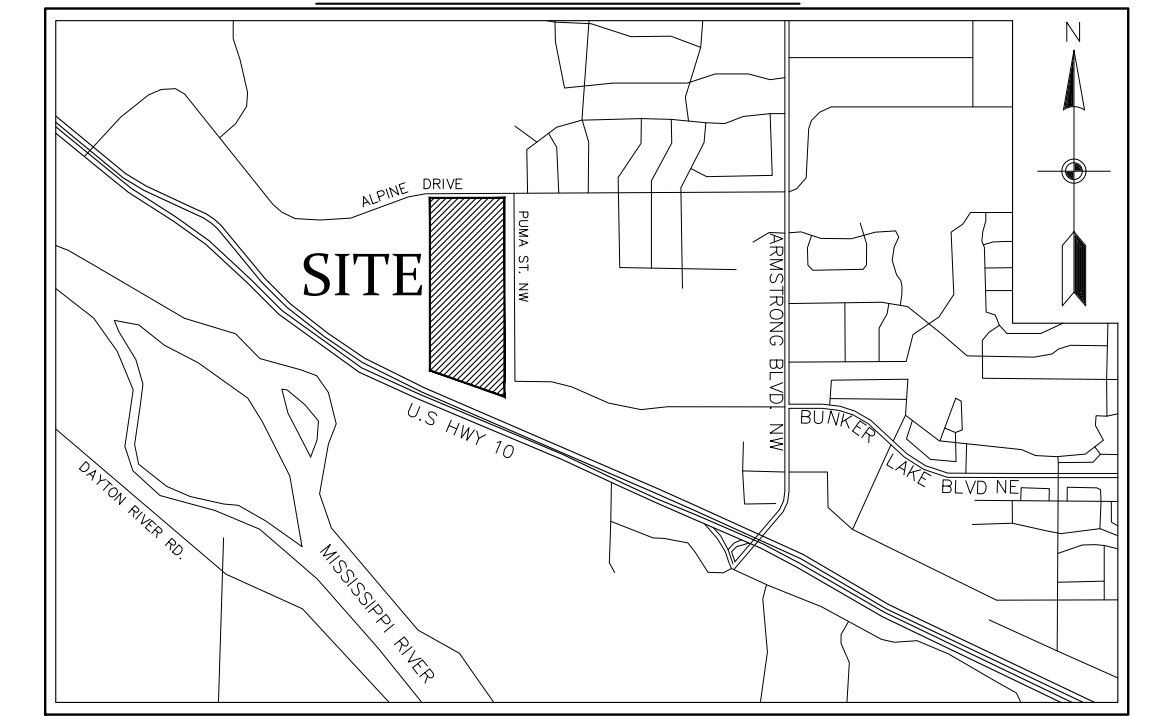 N
ALPINE DRIVE
SITE
PUMA ST. NW
ARMSTRONG BLVD. NW
U.S HWY 10
BUNKER
LAKE BLVD NE
DAYTON RIVER RD.
MISSISSIPPI RIVER